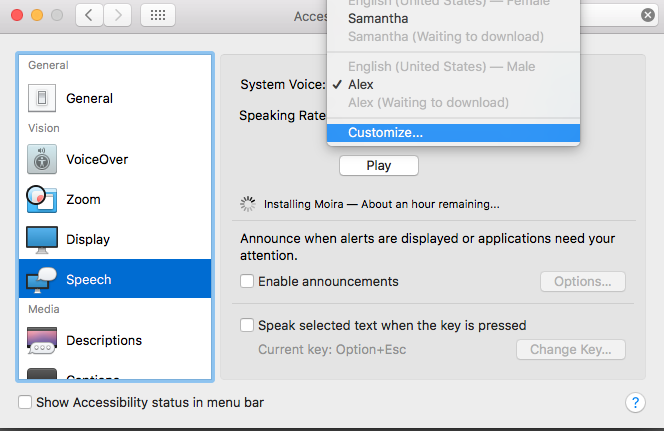 Acces
English (United States) — Female
Samantha
Samantha (Waiting to download)
English (United States) — Male
System Voice: ✓ Alex
Alex (Waiting to download)
Speaking Rate
Customize...
Play
Installing Moira — About an hour remaining...
Announce when alerts are displayed or applications need your
attention.
Enable announcements
Options...
Speak selected text when the key is pressed
Current key: Option+Esc
Change Key...
General
General
Vision
VoiceOver
Zoom
Display
Speech
Media
Descriptions
Captions
Show Accessibility status in menu bar
?